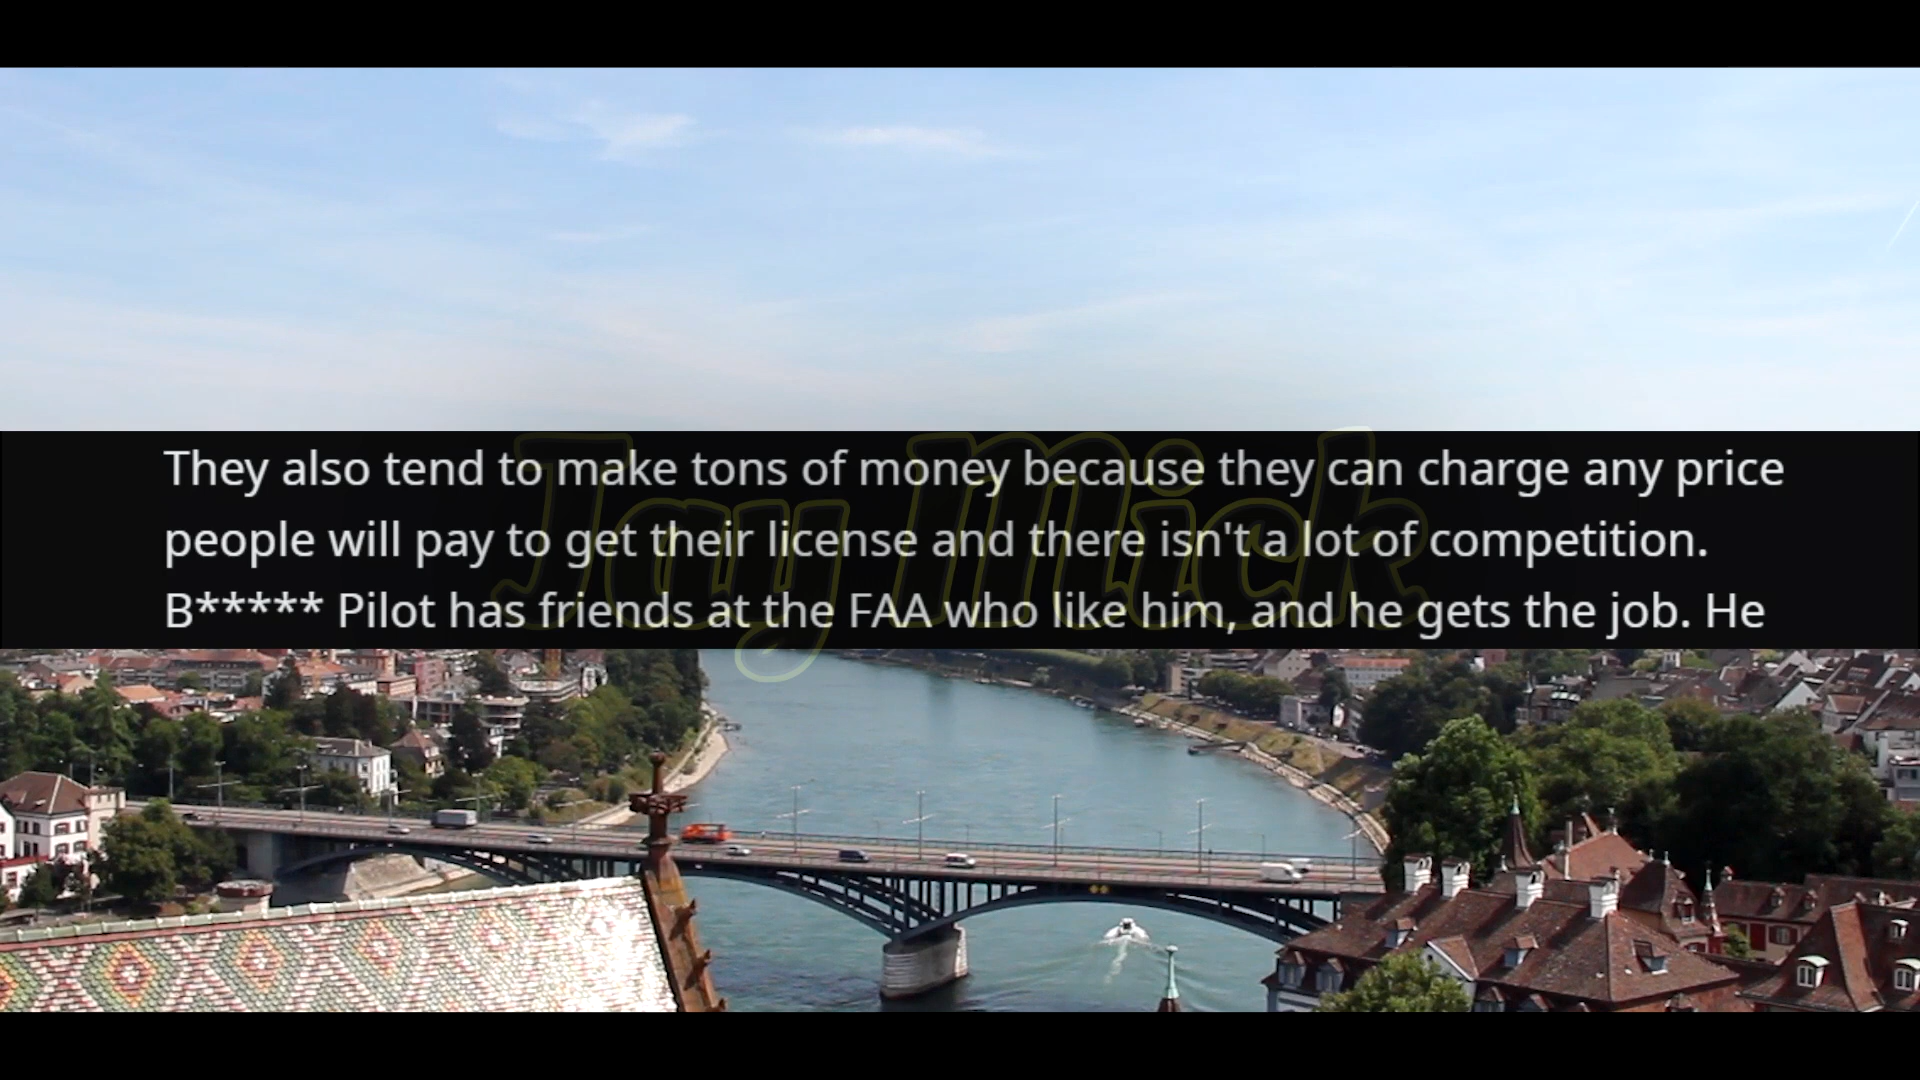 They also tend to make tons of money because they can charge any price
people will pay to get their license and there isn't a lot of competition.
B***** Pilot has friends at the FAA who like him, and he gets the job. He
Jay Mick